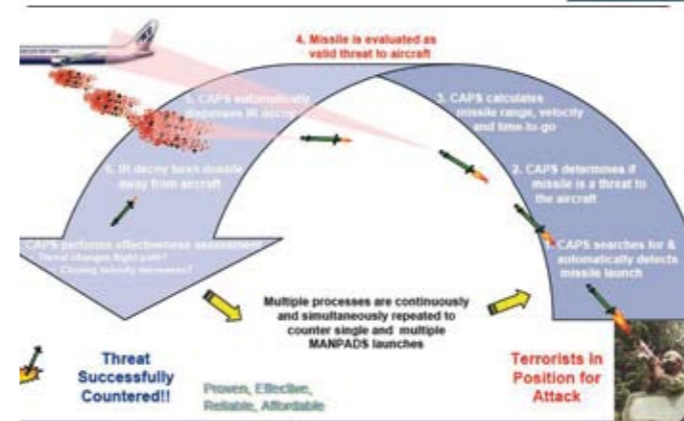 4. Missile is evaluated as
valid threat to aircraft
5. CAPS automatically
dispenses IR decoy
3. CAPS calculates
missile range, velocity
and time-to-go
6. IR decoy lures missile
away from aircraft
2. CAPS determines if
missile is a threat to
the aircraft
CAPS performs effectiveness assessment
- Threat changes flight path?
- Closing velocity decreases?
1. CAPS searches for &
automatically detects
missile launch
Multiple processes are continuously
and simultaneously repeated to
counter single and multiple
MANPADS launches
Threat
Successfully
Countered!!
Proven, Effective,
Reliable, Affordable
Terrorists in
Position for
Attack